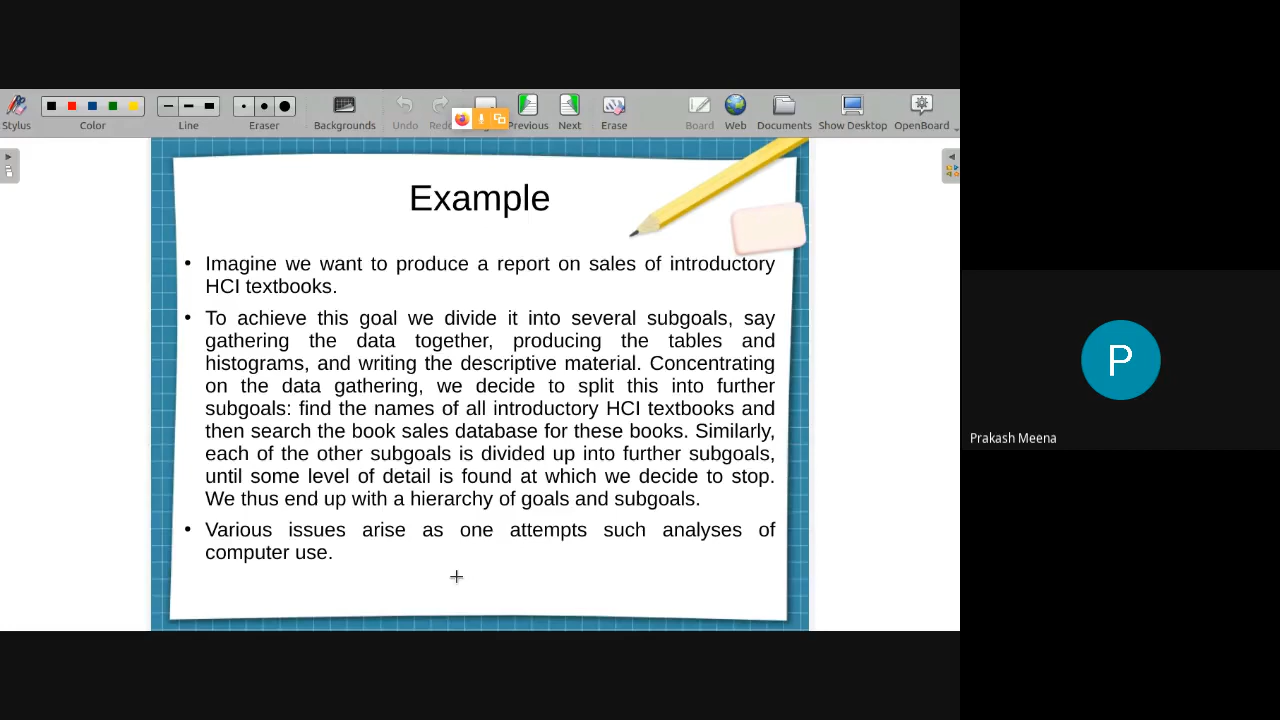 Stylus
Color
Line
Eraser
Backgrounds
Undo
Previous
Next
Erase
Board
Web
Documents
Show Desktop
OpenBoard
Example
• Imagine we want to produce a report on sales of introductory
HCI textbooks.
• To achieve this goal we divide it into several subgoals, say
gathering the data together, producing the tables and
histograms, and writing the descriptive material. Concentrating
on the data gathering, we decide to split this into further
subgoals: find the names of all introductory HCI textbooks and
then search the book sales database for these books. Similarly,
each of the other subgoals is divided up into further subgoals,
until some level of detail is found at which we decide to stop.
We thus end up with a hierarchy of goals and subgoals.
• Various issues arise as one attempts such analyses of
computer use.
P
Prakash Meena